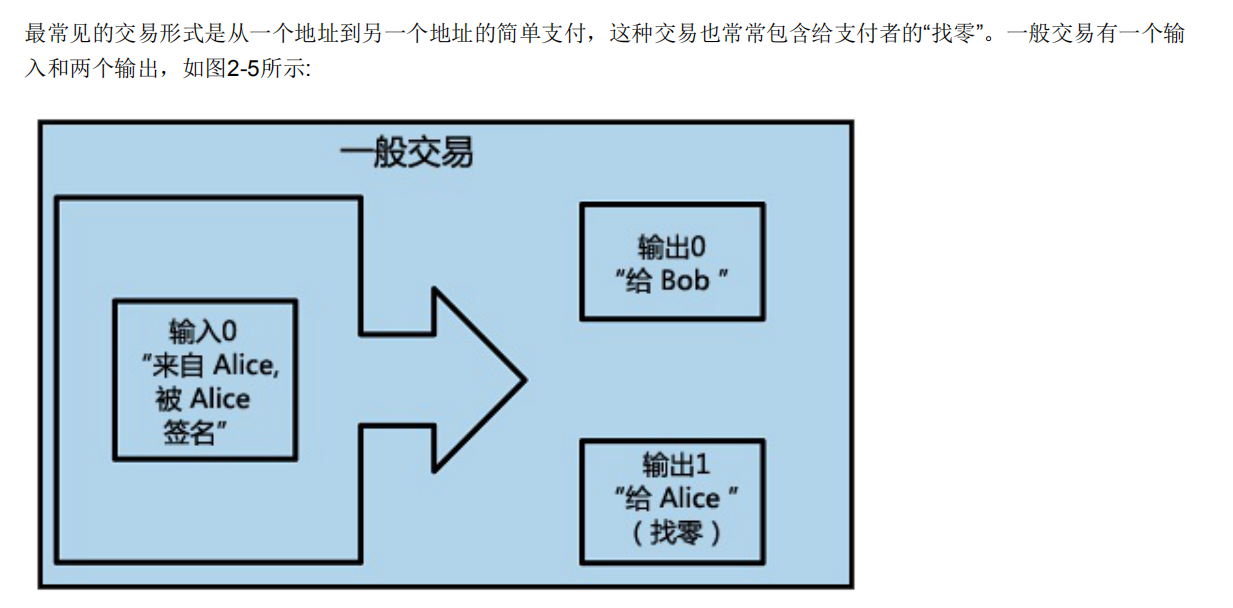 最常见的交易形式是从一个地址到另一个地址的简单支付，这种交易也常常包含给支付者的“找零”。一般交易有一个输
入和两个输出，如图2-5所示:
一般交易
输入0
“来自 Alice,
被 Alice
签名”
输出0
“给 Bob ”
输出1
“给 Alice ”
（找零）